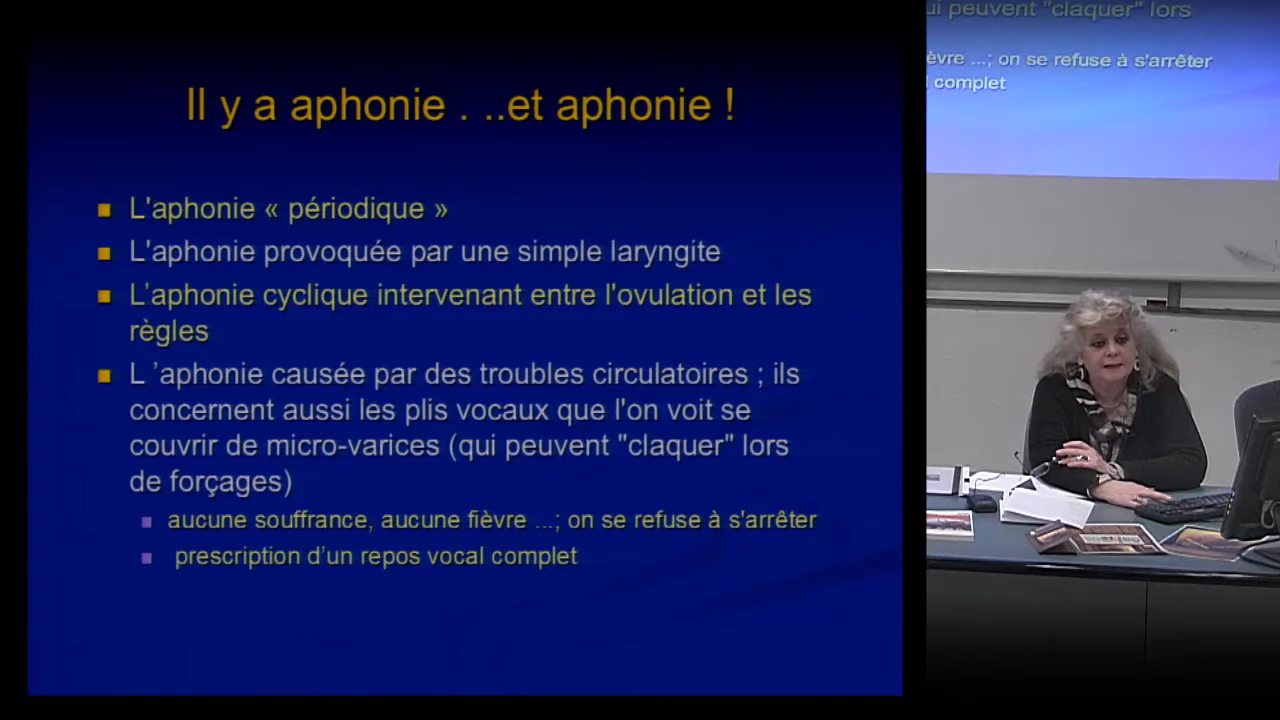 Il y a aphonie . ..et aphonie !
L'aphonie « périodique »
L'aphonie provoquée par une simple laryngite
L’aphonie cyclique intervenant entre l'ovulation et les
règles
L ’aphonie causée par des troubles circulatoires ; ils
concernent aussi les plis vocaux que l'on voit se
couvrir de micro-varices (qui peuvent "claquer" lors
de forçages)
aucune souffrance, aucune fièvre ...; on se refuse à s'arrêter
prescription d’un repos vocal complet
ui peuvent "claquer" lors
èvre ...; on se refuse à s'arrêter
l complet